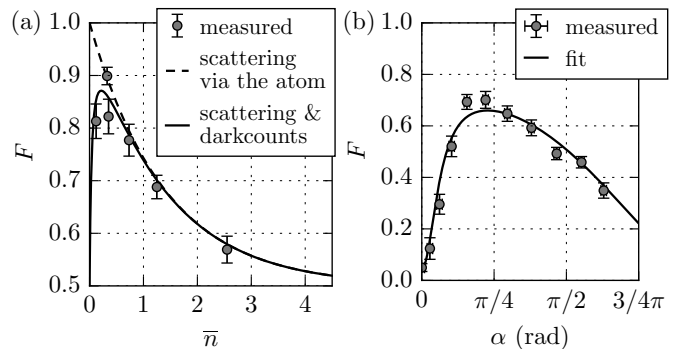 (a)
measured
scattering
via the atom
scattering &
darkcounts
F
1.0
0.9
0.8
0.7
0.6
0.5
0
1
2
3
4
n̅
(b)
measured
fit
F
1.0
0.8
0.6
0.4
0.2
0.0
0
π/4
π/2
3/4π
α (rad)